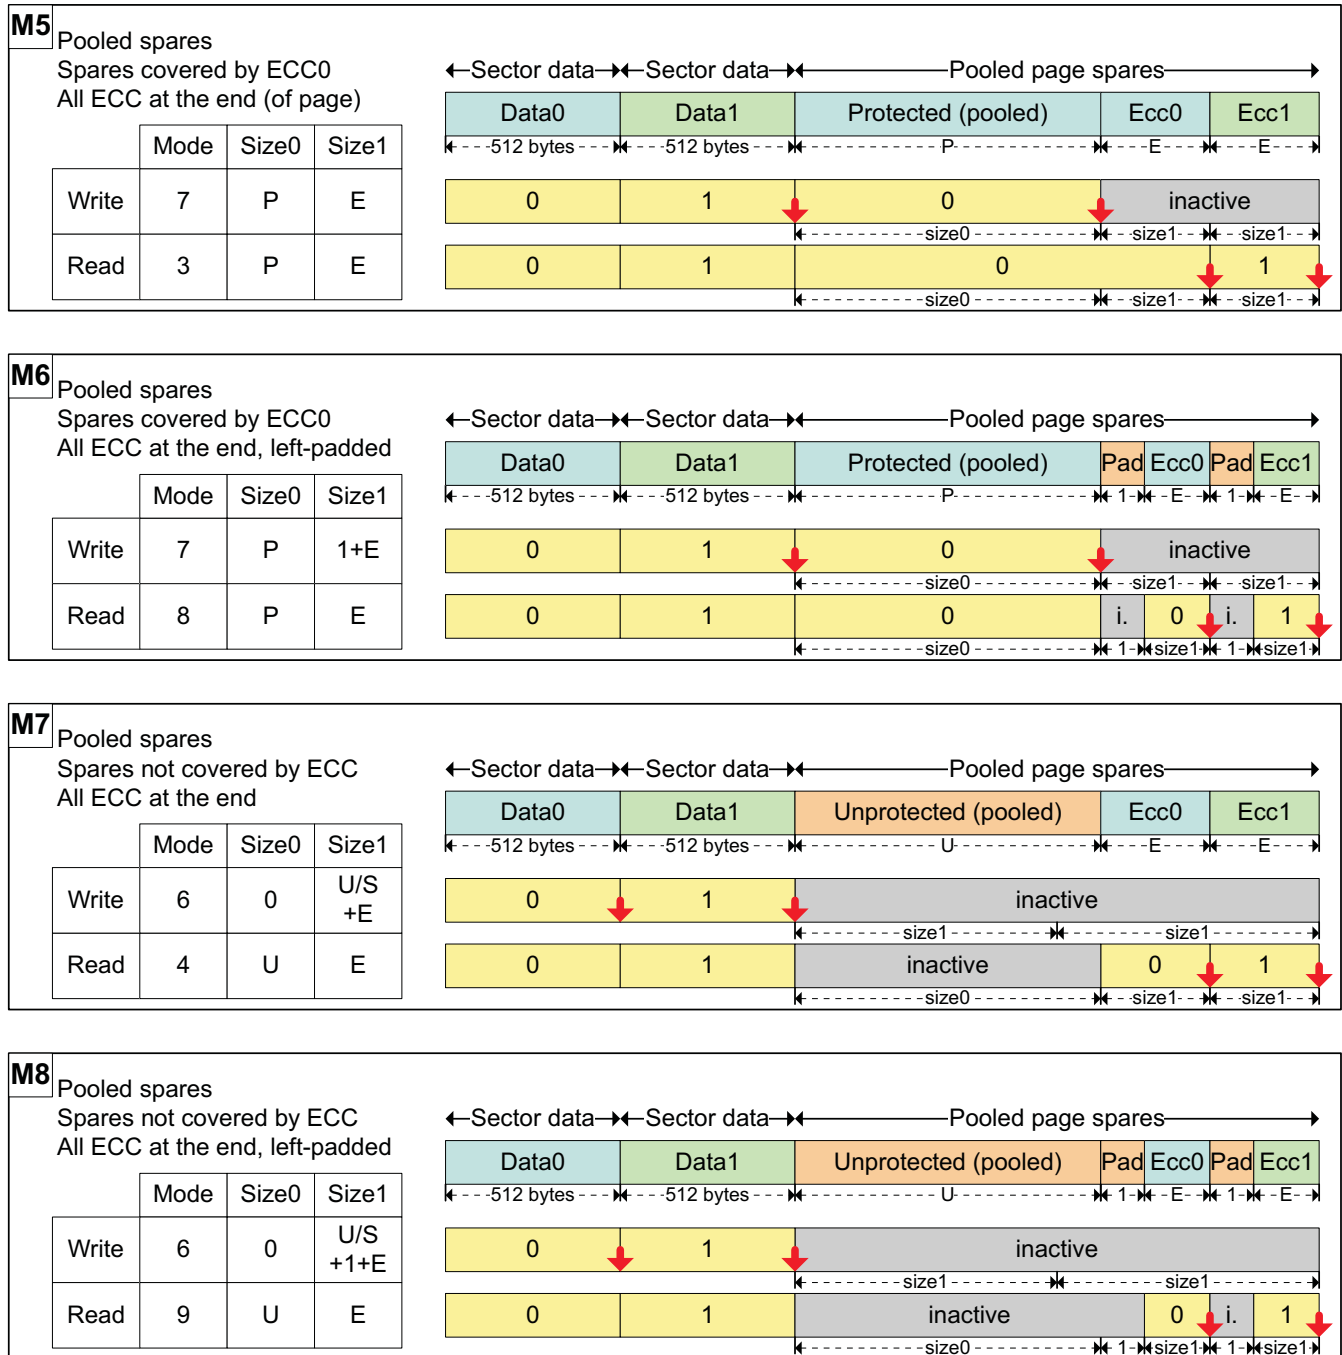 M5
Pooled spares
Spares covered by ECC0
All ECC at the end (of page)
Mode Size0 Size1
Write 7 P E
Read 3 P E
Sector data Sector data Pooled page spares
Data0 Data1 Protected (pooled) Ecc0 Ecc1
512 bytes 512 bytes P E E
0 1 0 inactive
size0 size1 size1
0 1 0 1
size0 size1 size1
M6
Pooled spares
Spares covered by ECC0
All ECC at the end, left-padded
Mode Size0 Size1
Write 7 P 1+E
Read 8 P E
Sector data Sector data Pooled page spares
Data0 Data1 Protected (pooled) Pad Ecc0 Pad Ecc1
512 bytes 512 bytes P 1 E 1 E
0 1 0 inactive
size0 size1 size1
0 1 0 i. 0 i. 1
size0 1 size1 1 size1
M7
Pooled spares
Spares not covered by ECC
All ECC at the end
Mode Size0 Size1
Write 6 0 U/S
+E
Read 4 U E
Sector data Sector data Pooled page spares
Data0 Data1 Unprotected (pooled) Ecc0 Ecc1
512 bytes 512 bytes U E E
0 1 inactive
size1 size1
0 1 inactive 0 1
size0 size1 size1
M8
Pooled spares
Spares not covered by ECC
All ECC at the end, left-padded
Mode Size0 Size1
Write 6 0 U/S
+1+E
Read 9 U E
Sector data Sector data Pooled page spares
Data0 Data1 Unprotected (pooled) Pad Ecc0 Pad Ecc1
512 bytes 512 bytes U 1 E 1 E
0 1 inactive
size1 size1
0 1 inactive 0 i. 1
size0 1 size1 1 size1